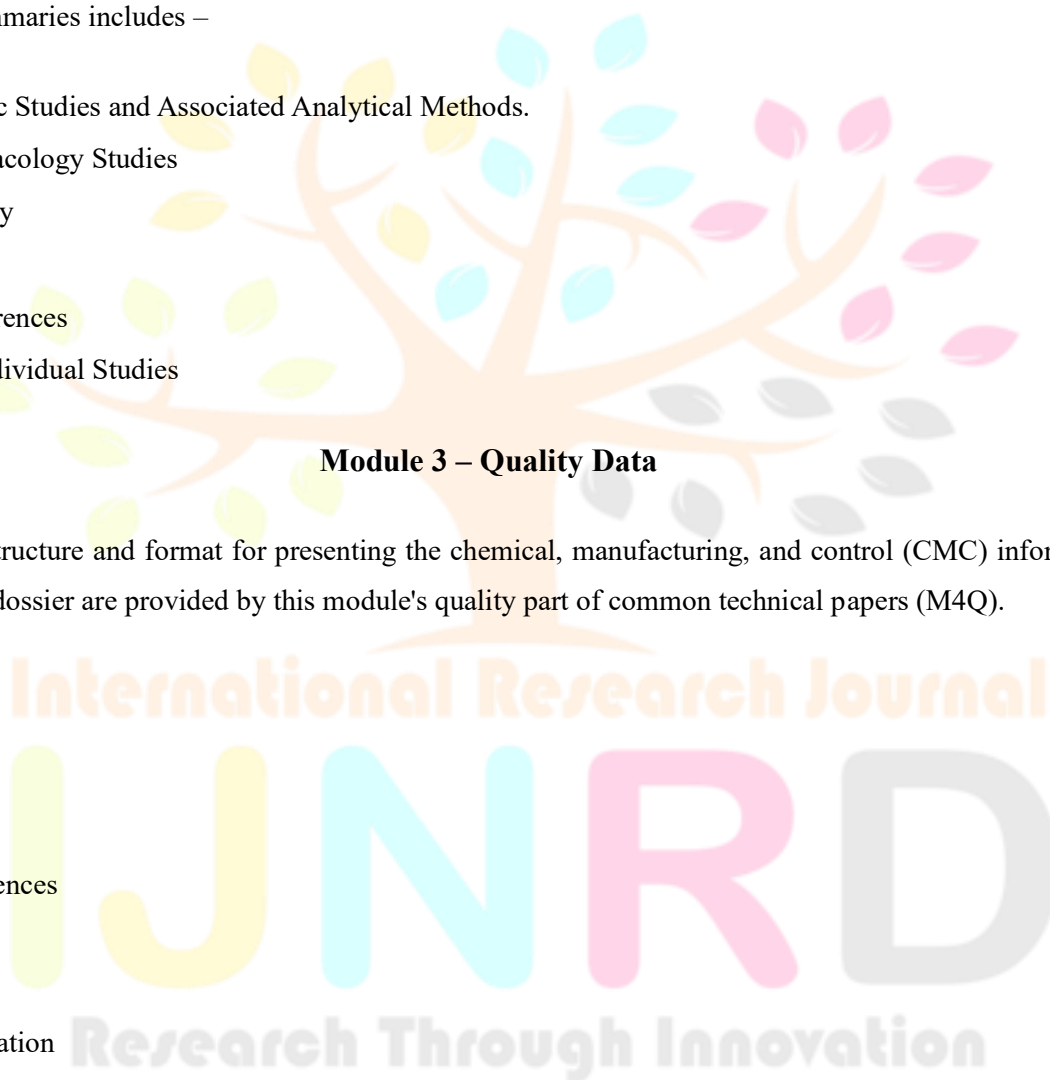 maries includes –
c Studies and Associated Analytical Methods.
acology Studies
y
rences
dividual Studies
Module 3 – Quality Data
tructure and format for presenting the chemical, manufacturing, and control (CMC) infor
dossier are provided by this module's quality part of common technical papers (M4Q).
International Research Journal
IJNRD
ences
ation
Research Through Innovation